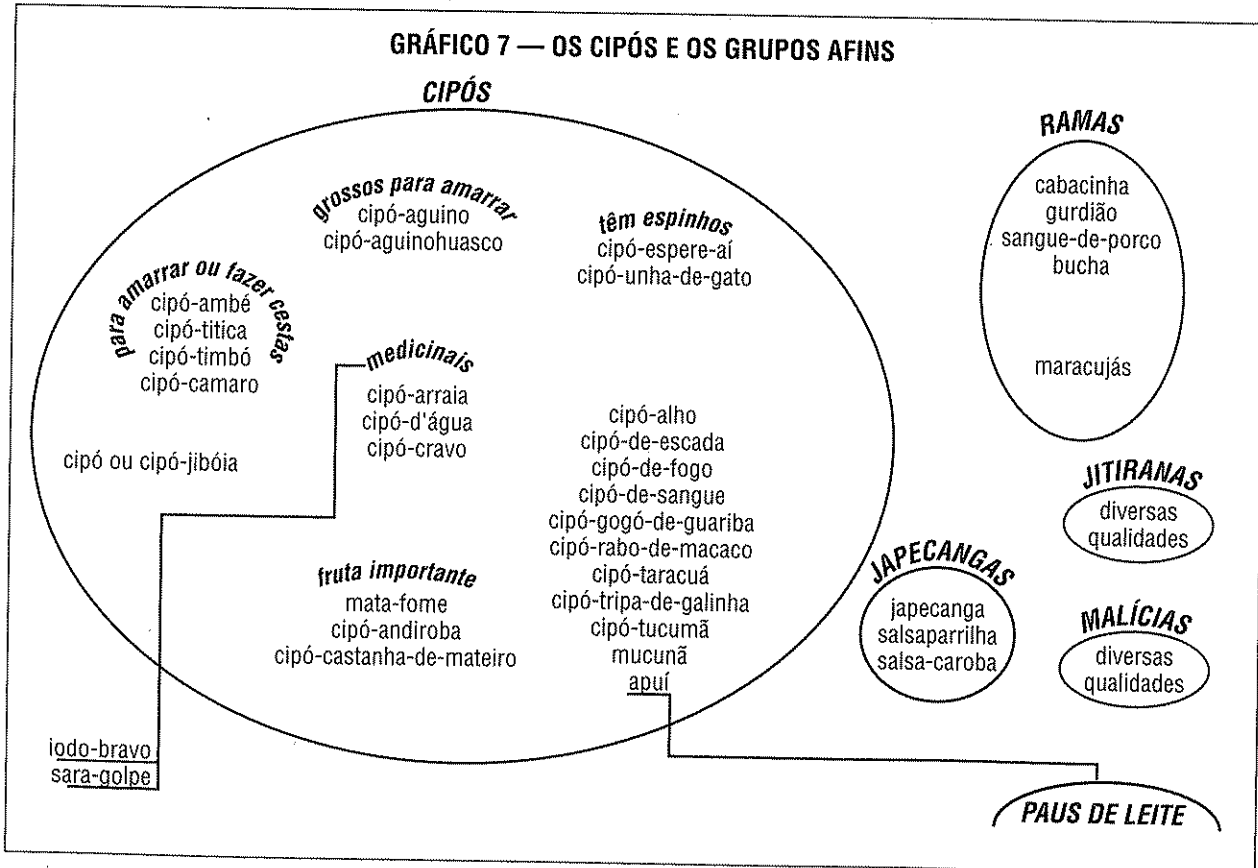 GRÁFICO 7 — OS CIPÓS E OS GRUPOS AFINS
CIPÓS
grossos para amarrar
cipó-aguino
cipó-aguinohuasco
têm espinhos
cipó-espere-aí
cipó-unha-de-gato
para amarrar ou fazer cestas
cipó-ambé
cipó-titica
cipó-timbó
cipó-camaro
medicinais
cipó-arraia
cipó-d'água
cipó-cravo
cipó ou cipó-jibóia
cipó-alho
cipó-de-escada
cipó-de-fogo
cipó-de-sangue
cipó-gogó-de-guariba
cipó-rabo-de-macaco
cipó-taracuá
cipó-tripa-de-galinha
cipó-tucumã
mucunã
apuí
fruta importante
mata-fome
cipó-andiroba
cipó-castanha-de-mateiro
iodo-bravo
sara-golpe
RAMAS
cabacinha
gurdião
sangue-de-porco
bucha
maracujás
JITIRANAS
diversas
qualidades
JAPECANGAS
japecanga
salsaparrilha
salsa-caroba
MALÍCIAS
diversas
qualidades
PAUS DE LEITE